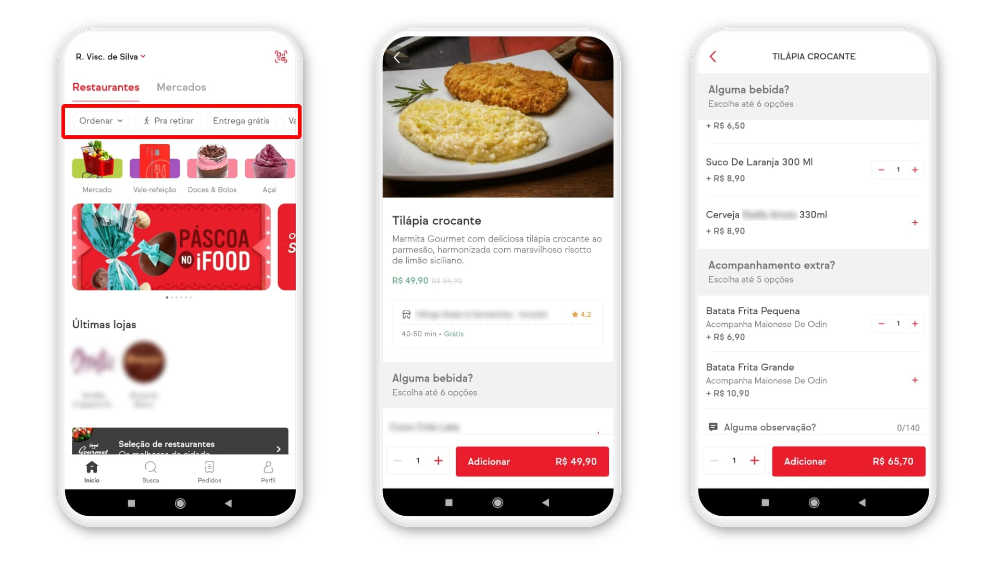 R. Visc. de Silva
Restaurantes Mercados
Ordenar Pra retirar Entrega grátis Va
Mercado Vale-refeição Doces & Bolos Açaí
PÁSCOA
NO iFOOD
O
S
Últimas lojas
ifood
Gourmet
Seleção de restaurantes
Os melhores da cidade
Início Busca Pedidos Perfil
Tilápia crocante
Marmita Gourmet com deliciosa tilápia crocante ao
parmesão, harmonizada com maravilhoso risotto
de limão siciliano.
R$ 49,90 R$ 54,90
4,2
40-50 min • Grátis
Alguma bebida?
Escolha até 6 opções
1 + Adicionar R$ 49,90
TILÁPIA CROCANTE
Alguma bebida?
Escolha até 6 opções
+ R$ 6,50
Suco De Laranja 300 Ml
+ R$ 8,90
− 1 +
Cerveja 330ml
+ R$ 8,90
+
Acompanhamento extra?
Escolha até 5 opções
Batata Frita Pequena
Acompanha Maionese De Odin
+ R$ 6,90
− 1 +
Batata Frita Grande
Acompanha Maionese De Odin
+ R$ 10,90
+
Alguma observação? 0/140
− 1 + Adicionar R$ 65,70